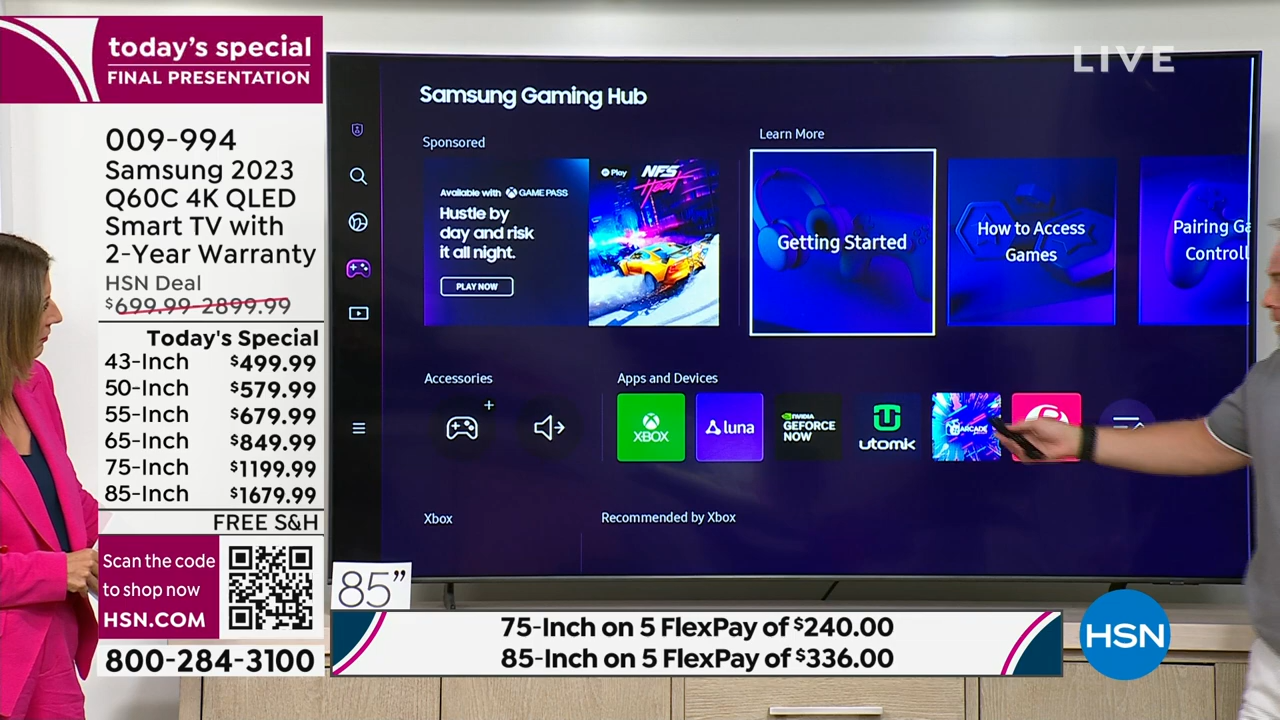 today's special
FINAL PRESENTATION
009-994
Samsung 2023
Q60C 4K QLED
Smart TV with
2-Year Warranty
HSN Deal
$699.99-2899.99
Today's Special
43-Inch $499.99
50-Inch $579.99
55-Inch $679.99
65-Inch $849.99
75-Inch $1199.99
85-Inch $1679.99
FREE S&H
Scan the code
to shop now
HSN.COM
800-284-3100
LIVE
Samsung Gaming Hub
Sponsored
Learn More
Available with XBOX GAME PASS
Hustle by
day and risk
it all night.
PLAY NOW
Play
NFS
Heat
Getting Started
How to Access
Games
Pairing Ga
Controll
Accessories
Apps and Devices
XBOX
luna
NVIDIA
GEFORCE
NOW
utomik
ARCADE
Xbox
Recommended by Xbox
85”
75-Inch on 5 FlexPay of $240.00
85-Inch on 5 FlexPay of $336.00
HSN